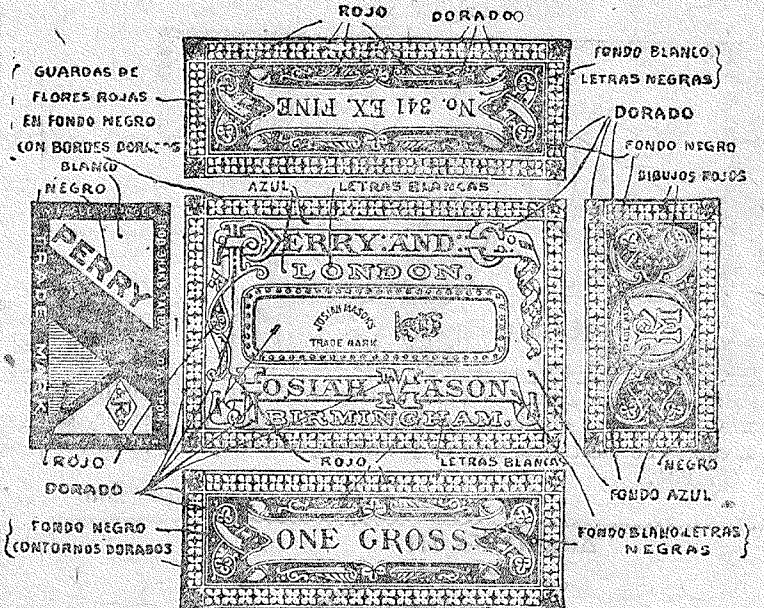 ROJO
DORADO
GUARDAS DE
FLORES ROJAS
EN FONDO NEGRO
CON BORDES DORADOS
BLANCO
NEGRO
No. 341 EX. FINE
FONDO BLANCO
LETRAS NEGRAS
DORADO
FONDO NEGRO
DIBUJOS ROJOS
AZUL
LETRAS BLANCAS
PERRY
TRADE MARK
PERRY AND Co.
LONDON.
JOSIAH MASON'S
TRADE MARK
JOSIAH MASON
BIRMINGHAM.
ROJO
DORADO
ROJO,
LETRAS BLANCAS
NEGRO
FONDO AZUL
FONDO NEGRO
CONTORNOS DORADOS
ONE GROSS.
FONDO BLANO-LETRAS
NEGRAS